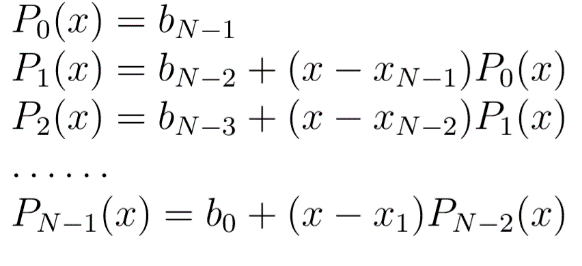 P_0(x) = b_{N−1}
P_1(x) = b_{N−2} + (x − x_{N−1})P_0(x)
P_2(x) = b_{N−3} + (x − x_{N−2})P_1(x)
......
P_{N−1}(x) = b_0 + (x − x_1)P_{N−2}(x)